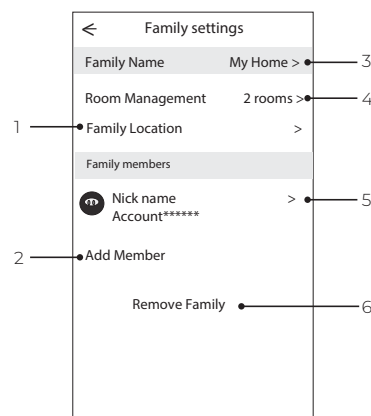 Family settings
Family Name My Home > 3
Room Management 2 rooms > 4
1 Family Location >
Family members
Nick name > 5
Account******
2 Add Member
Remove Family 6